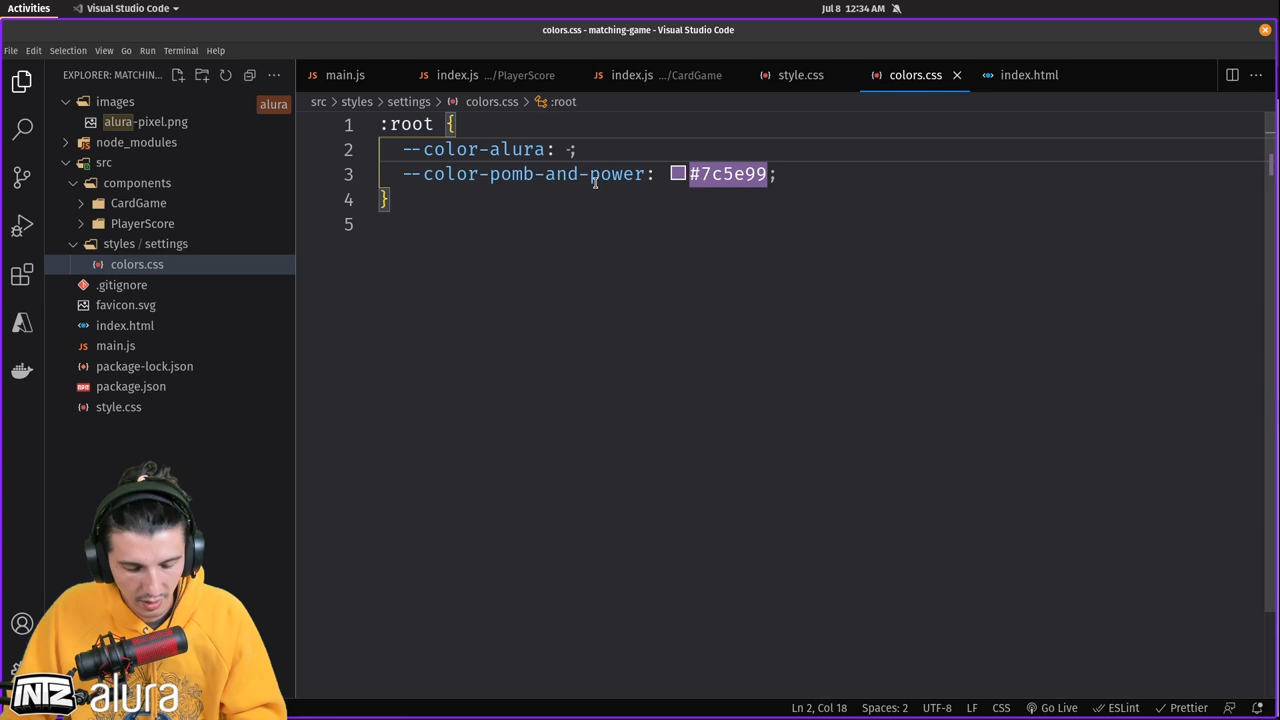 Activities
Visual Studio Code
Jul 8 12:34 AM
colors.css - matching-game - Visual Studio Code
File Edit Selection View Go Run Terminal Help
EXPLORER: MATCHIN...
JS main.js
JS index.js .../PlayerScore
JS index.js .../CardGame
style.css
colors.css
index.html
images
alura
alura-pixel.png
node_modules
src
components
CardGame
PlayerScore
styles / settings
colors.css
.gitignore
favicon.svg
index.html
JS main.js
package-lock.json
package.json
style.css
src > styles > settings > colors.css > :root
1 :root {
2 --color-alura: -;
3 --color-pomb-and-power: #7c5e99;
4 }
5
INTZ alura
Ln 2, Col 18 Spaces: 2 UTF-8 LF CSS Go Live ESLint Prettier